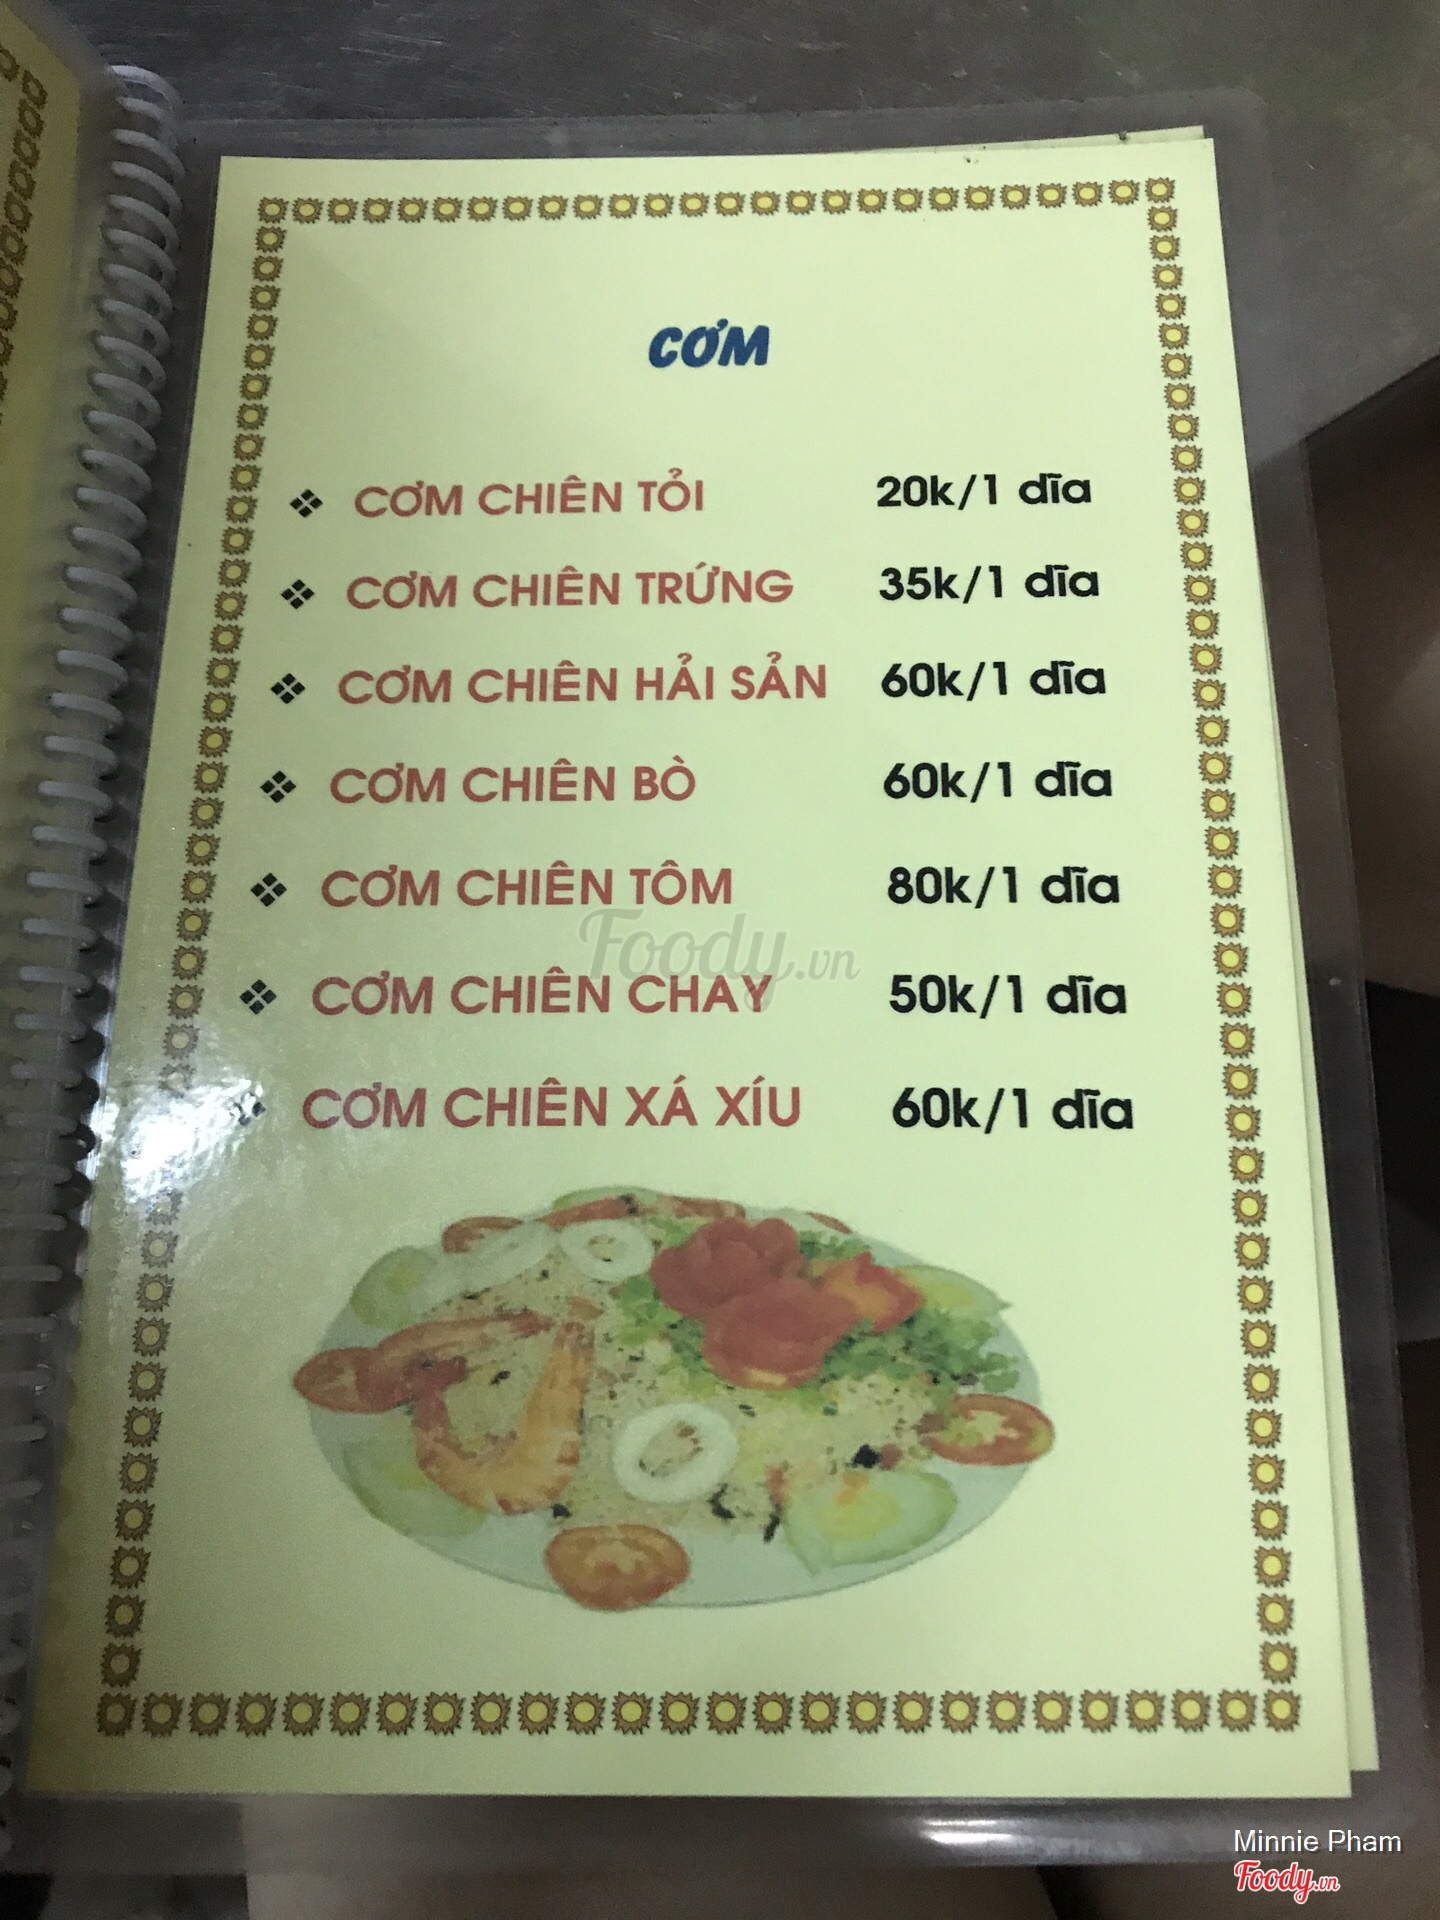 CƠM
CƠM CHIÊN TỎI 20k/1 dĩa
CƠM CHIÊN TRỨNG 35k/1 dĩa
CƠM CHIÊN HẢI SẢN 60k/1 dĩa
CƠM CHIÊN BÒ 60k/1 dĩa
CƠM CHIÊN TÔM 80k/1 dĩa
Foody.vn
CƠM CHIÊN CHAY 50k/1 dĩa
CƠM CHIÊN XÁ XÍU 60k/1 dĩa
Minnie Pham
Foody.vn